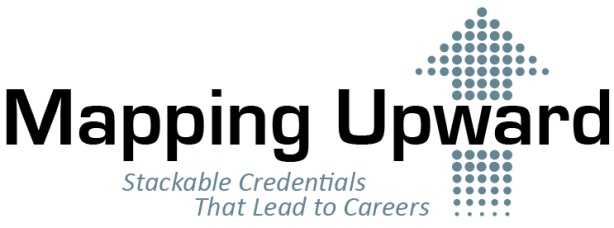 Mapping Upward
Stackable Credentials
That Lead to Careers